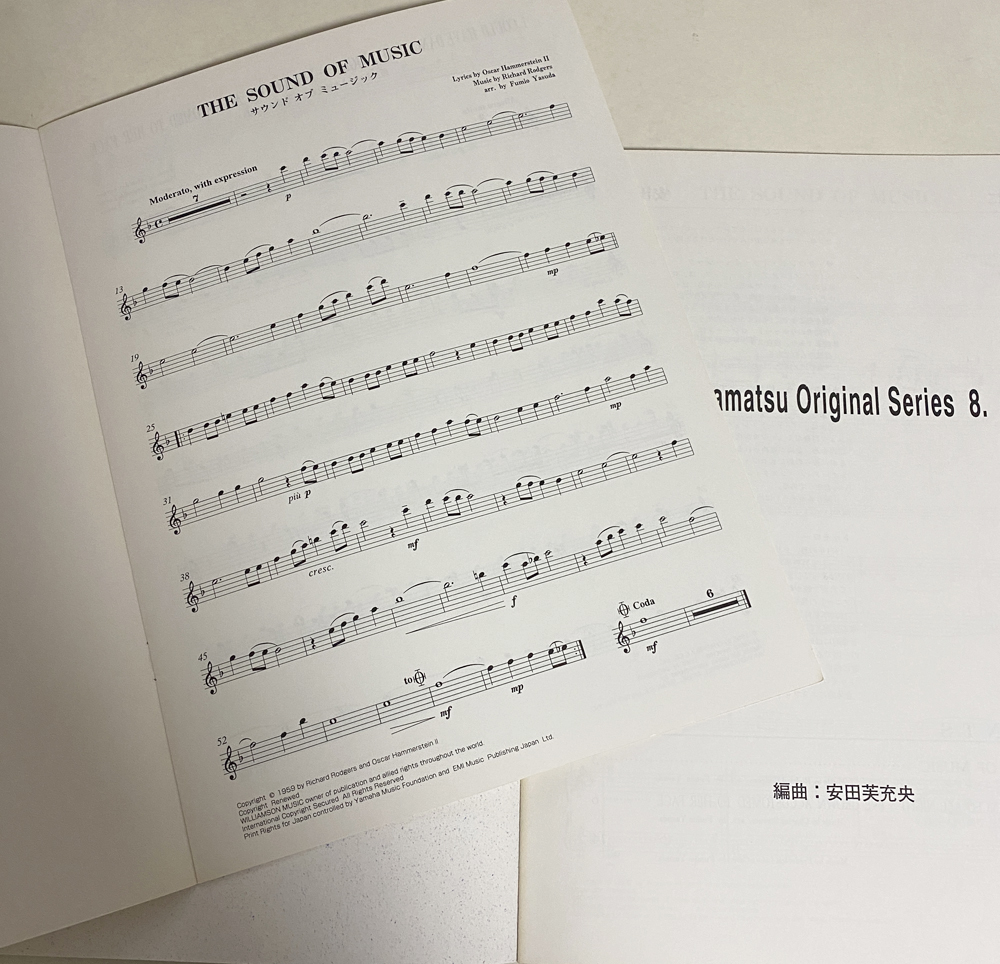 THE SOUND OF MUSIC
サウンド オブ ミュージック
Lyrics by Oscar Hammerstein II
Music by Richard Rodgers
arr. by Fumio Yasuda
Moderato, with expression
7
p
13
19
mp
25
31
più p
mp
38
cresc.
mf
45
f
52
to
mf
mp
Coda
6
mf
Copyright © 1959 by Richard Rodgers and Oscar Hammerstein II
Copyright Renewed
WILLIAMSON MUSIC owner of publication and allied rights throughout the world.
International Copyright Secured All Rights Reserved
Print Rights for Japan controlled by Yamaha Music Foundation and EMI Music Publishing Japan Ltd.
amatsu Original Series 8.
編曲：安田芙充央